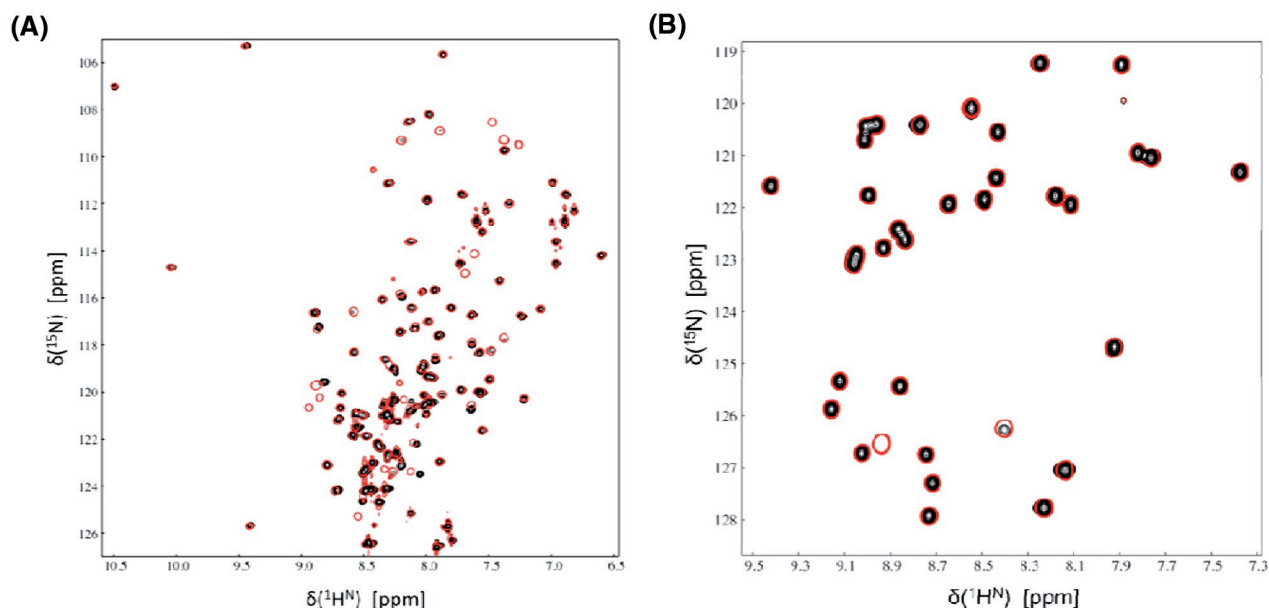 (A)
106
108
110
112
114
116
118
120
122
124
126
δ(¹⁵N) [ppm]
10.5 10.0 9.5 9.0 8.5 8.0 7.5 7.0 6.5
δ(¹Hᴺ) [ppm]
(B)
119
120
121
122
123
124
125
126
127
128
δ(¹⁵N) [ppm]
9.5 9.3 9.1 8.9 8.7 8.5 8.3 8.1 7.9 7.7 7.5 7.3
δ(¹Hᴺ) [ppm]